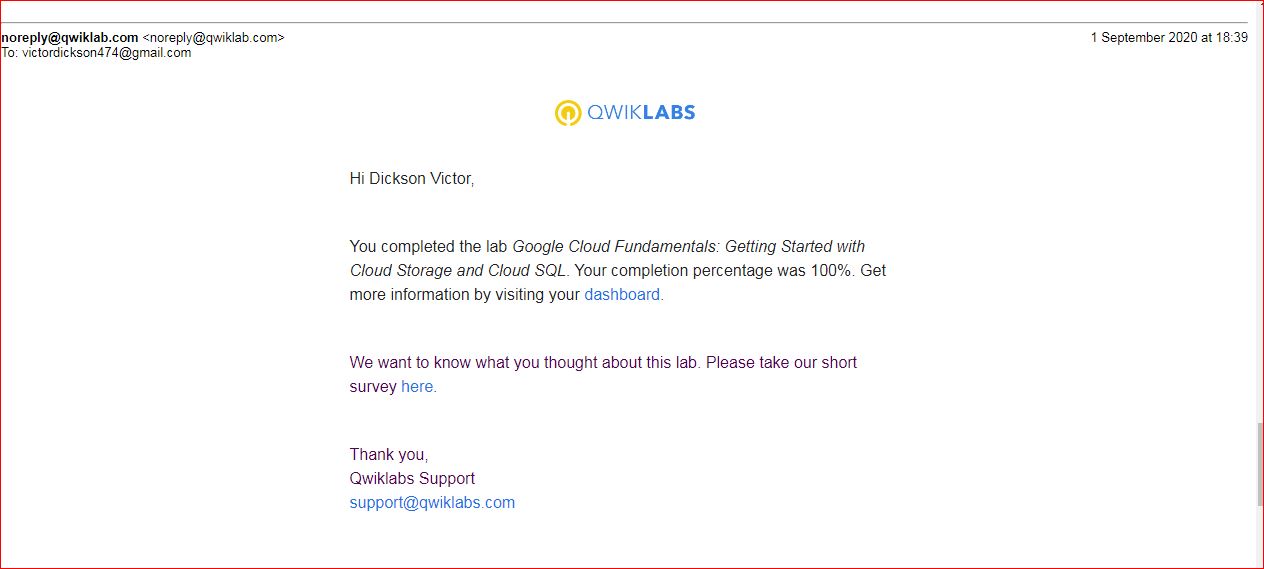 noreply@qwiklab.com <noreply@qwiklab.com>
1 September 2020 at 18:39
To: victordickson474@gmail.com
QWIKLABS
Hi Dickson Victor,
You completed the lab Google Cloud Fundamentals: Getting Started with
Cloud Storage and Cloud SQL. Your completion percentage was 100%. Get
more information by visiting your dashboard.
We want to know what you thought about this lab. Please take our short
survey here.
Thank you,
Qwiklabs Support
support@qwiklabs.com